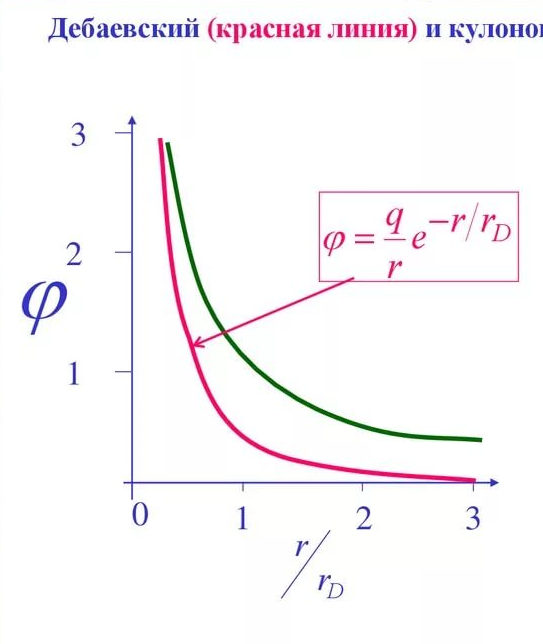 Дебаевский (красная линия) и кулоно
3
φ = q/r e^{-r/r_D}
2
φ
1
0 1 2 3
r/r_D